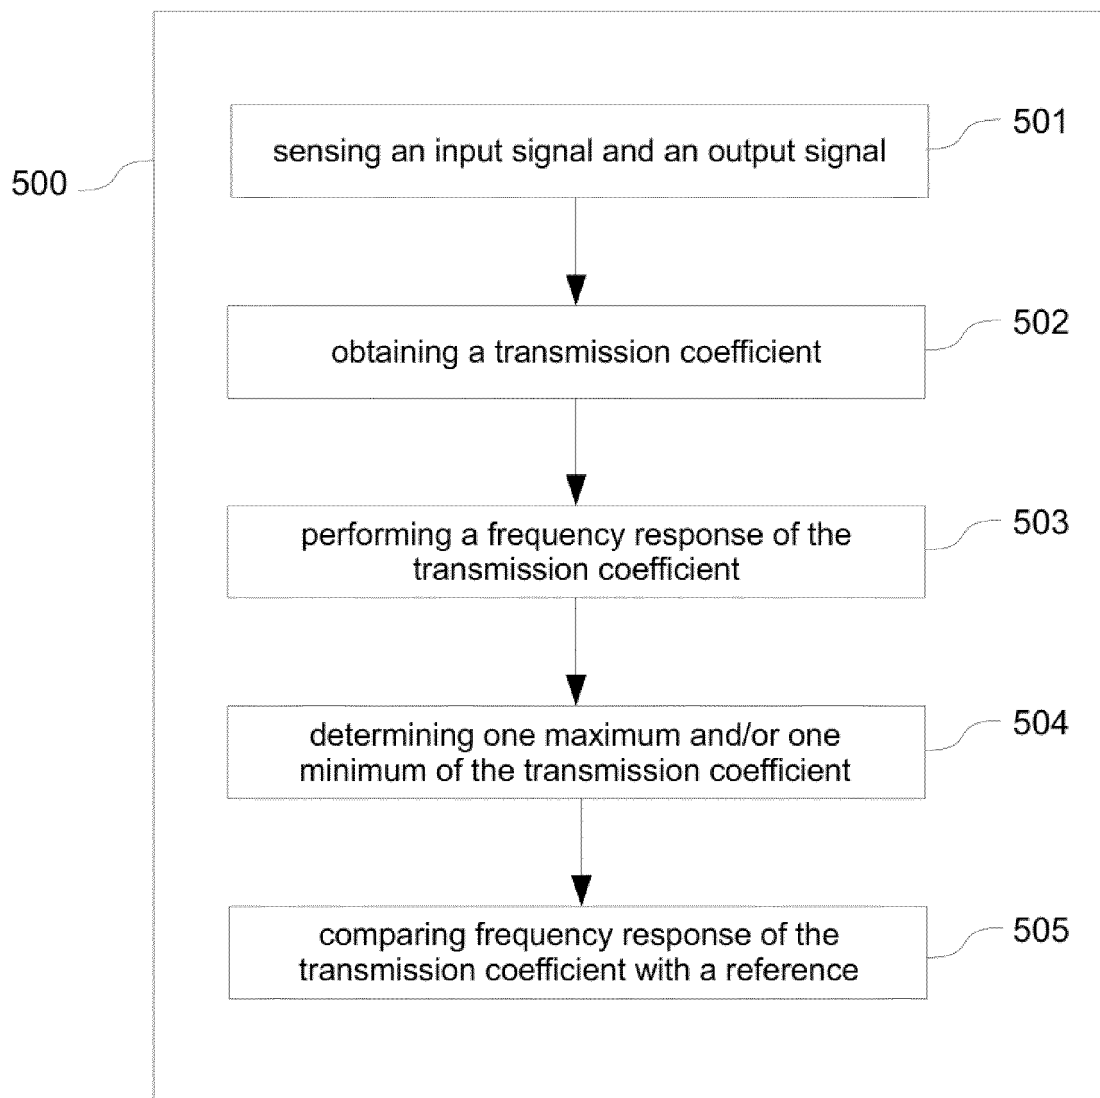 501
sensing an input signal and an output signal
500
502
obtaining a transmission coefficient
503
performing a frequency response of the
transmission coefficient
504
determining one maximum and/or one
minimum of the transmission coefficient
505
comparing frequency response of the
transmission coefficient with a reference